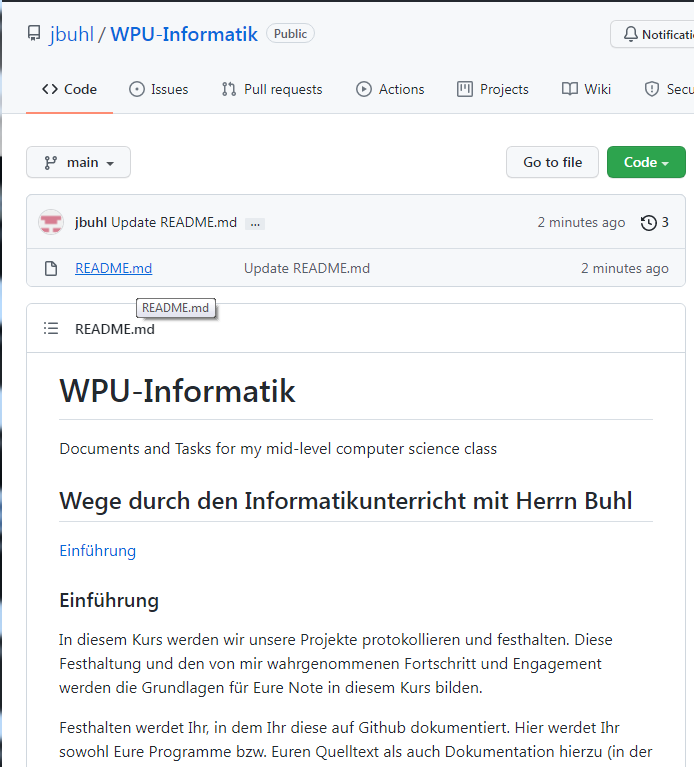 jbuhl / WPU-Informatik Public Notificati
Code Issues Pull requests Actions Projects Wiki Secu
main Go to file Code
jbuhl Update README.md ... 2 minutes ago 3
README.md Update README.md 2 minutes ago
README.md
README.md
WPU-Informatik
Documents and Tasks for my mid-level computer science class
Wege durch den Informatikunterricht mit Herrn Buhl
Einführung
Einführung
In diesem Kurs werden wir unsere Projekte protokollieren und festhalten. Diese
Festhaltung und den von mir wahrgenommenen Fortschritt und Engagement
werden die Grundlagen für Eure Note in diesem Kurs bilden.
Festhalten werdet Ihr, in dem Ihr diese auf Github dokumentiert. Hier werdet Ihr
sowohl Eure Programme bzw. Euren Quelltext als auch Dokumentation hierzu (in der